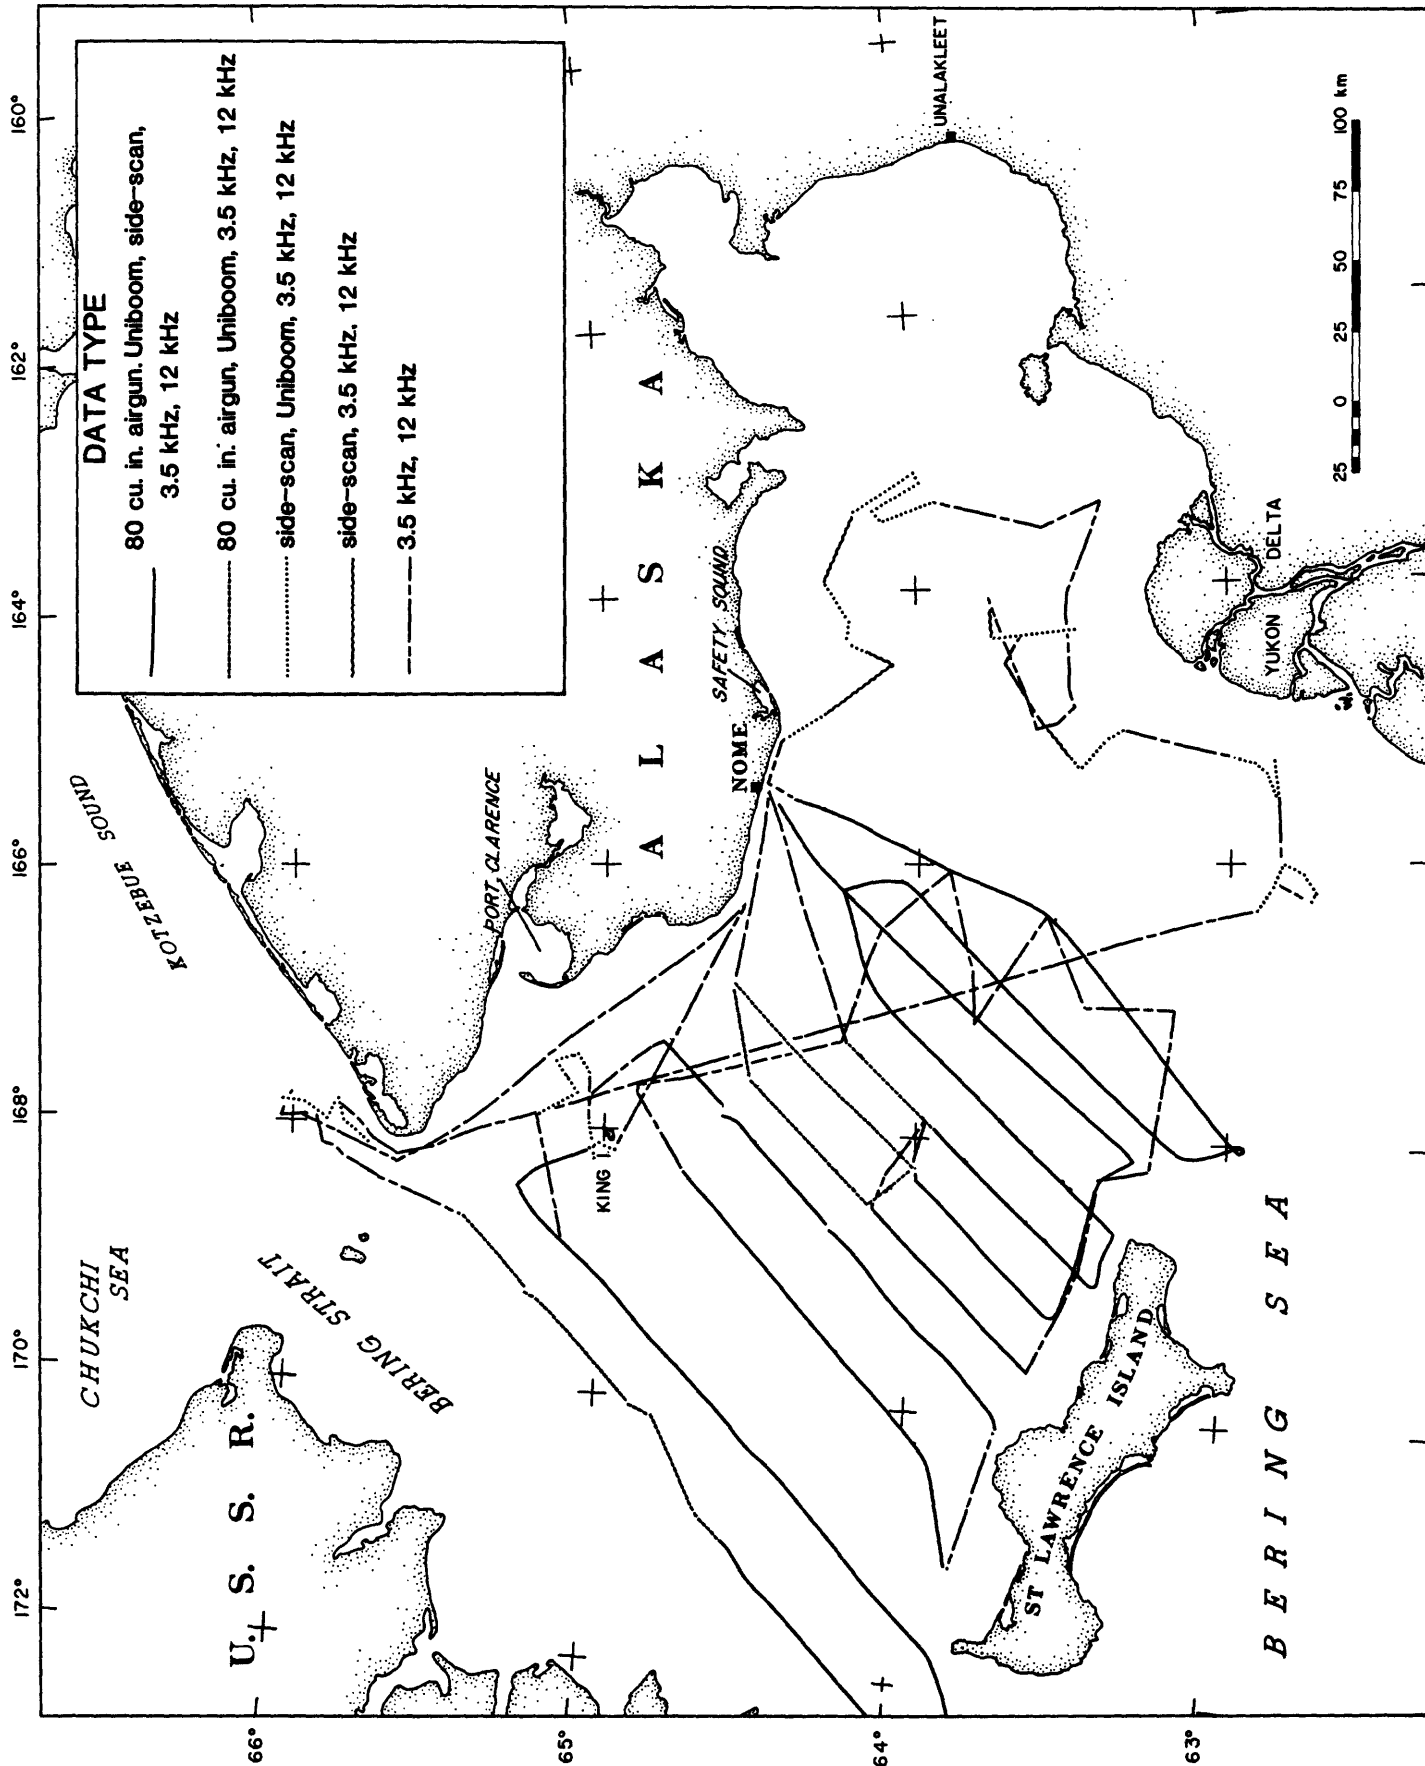 172°
170°
168°
166°
164°
162°
160°
66°
65°
64°
63°
DATA TYPE
80 cu. in. airgun. Uniboom, side-scan,
3.5 kHz, 12 kHz
80 cu. in. airgun, Uniboom, 3.5 kHz, 12 kHz
side-scan, Uniboom, 3.5 kHz, 12 kHz
side-scan, 3.5 kHz. 12 kHz
3.5 kHz, 12 kHz
CHUKCHI
SEA
KOTZEBUE SOUND
U. S. S. R.
BERING STRAIT
PORT CLARENCE
KING I.
ALASKA
NOME
SAFETY SOUND
UNALAKLEET
ST LAWRENCE ISLAND
YUKON DELTA
BERING SEA
25 0 25 50 75 100 km